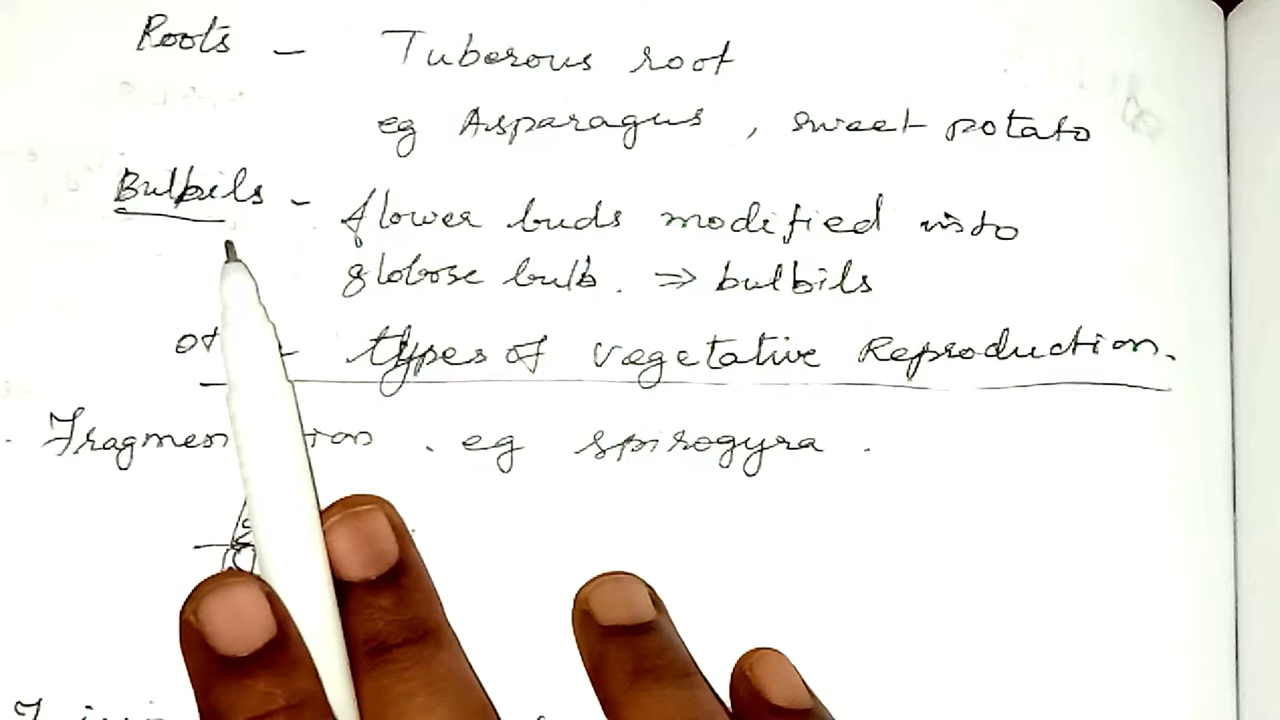 Roots - Tuberous root
eg Asparagus, sweet potato
Bulbils - flower buds modified into
globose bulb. ⇒ bulbils
types of vegetative Reproduction.
eg spirogyra.